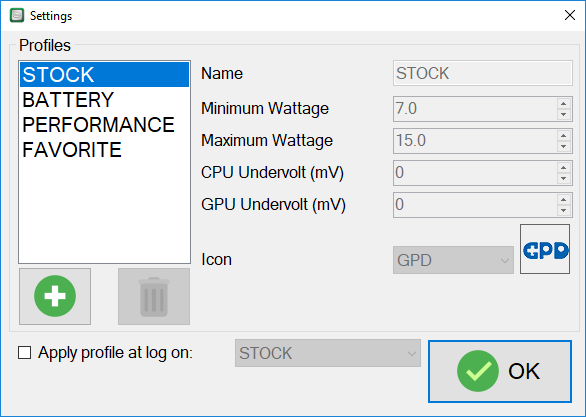 Settings
Profiles
STOCK
BATTERY
PERFORMANCE
FAVORITE
Name
STOCK
Minimum Wattage
7.0
Maximum Wattage
15.0
CPU Undervolt (mV)
0
GPU Undervolt (mV)
0
Icon
GPD
GPD
Apply profile at log on:
STOCK
OK